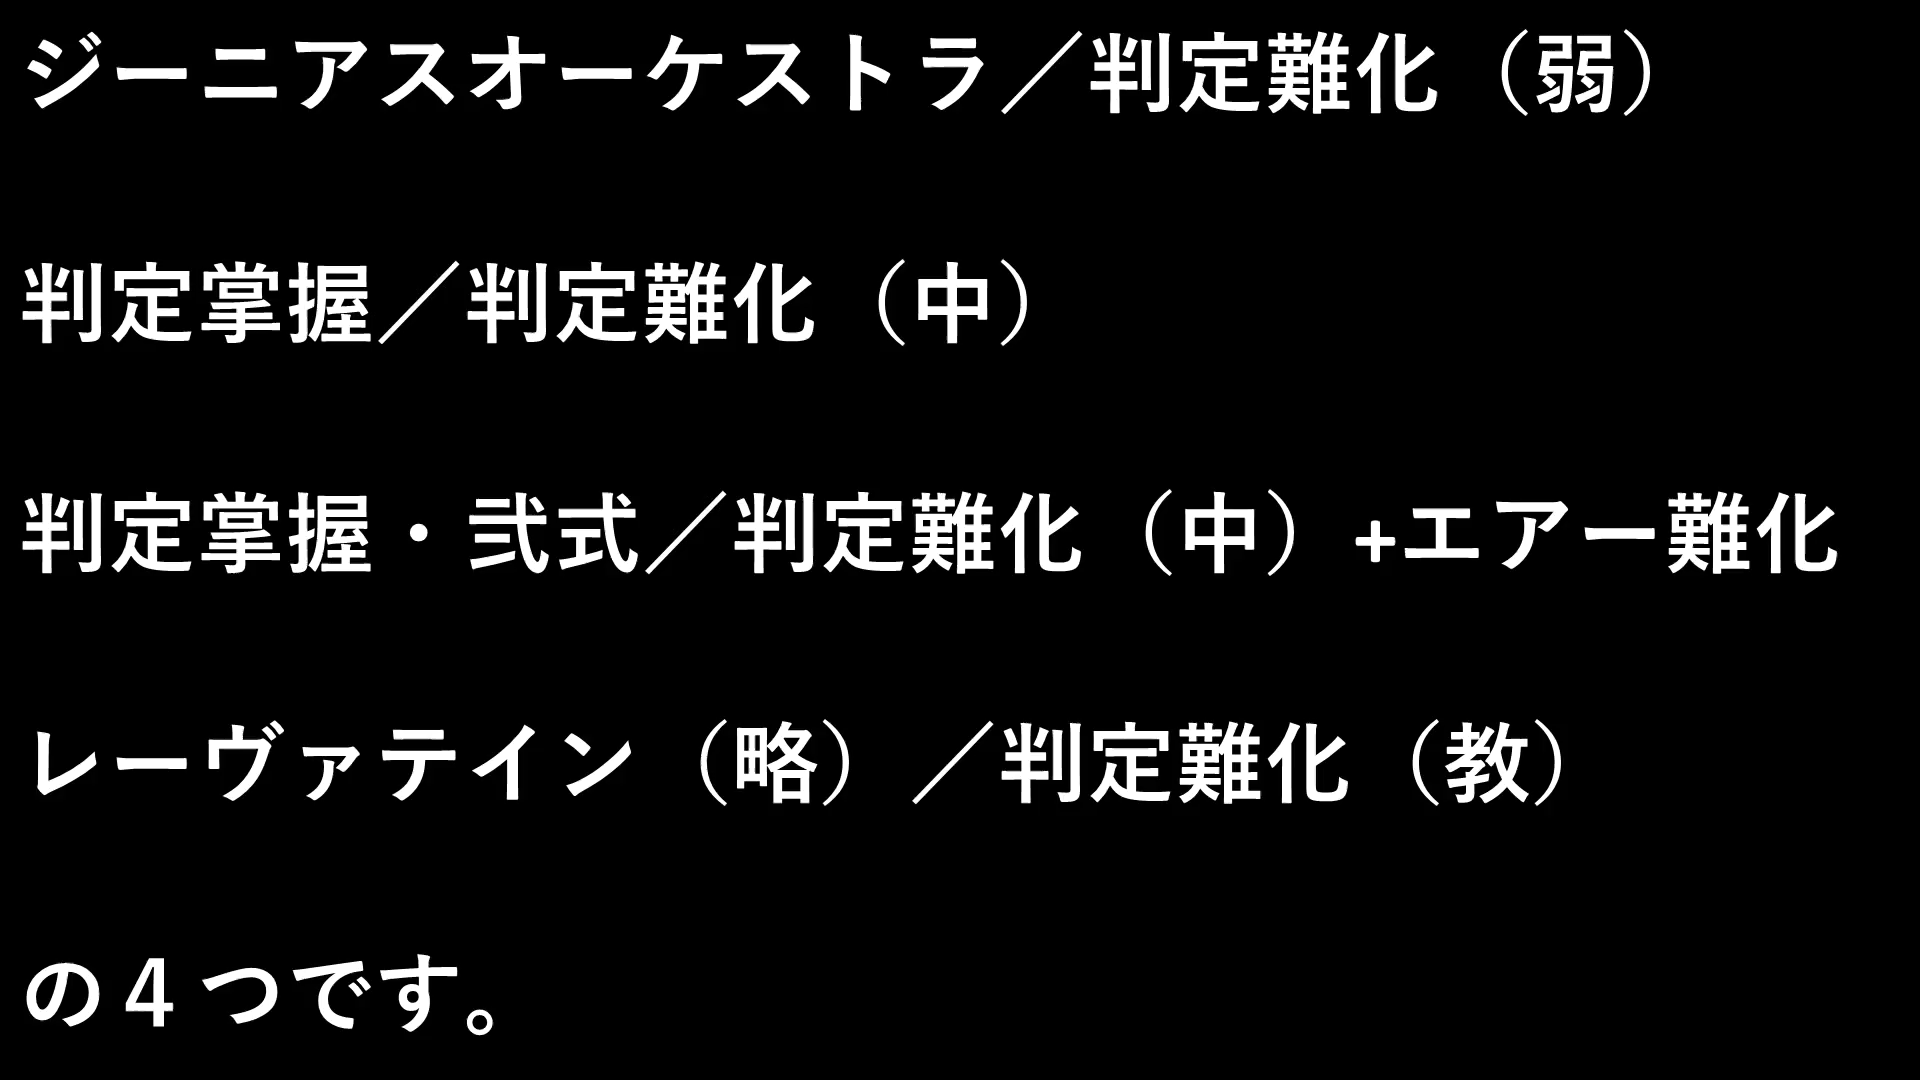 ジーニアスオーケストラ／判定難化（弱）
判定掌握／判定難化（中）
判定掌握・弐式／判定難化（中）+エアー難化
レーヴァテイン（略）／判定難化（教）
の４つです。